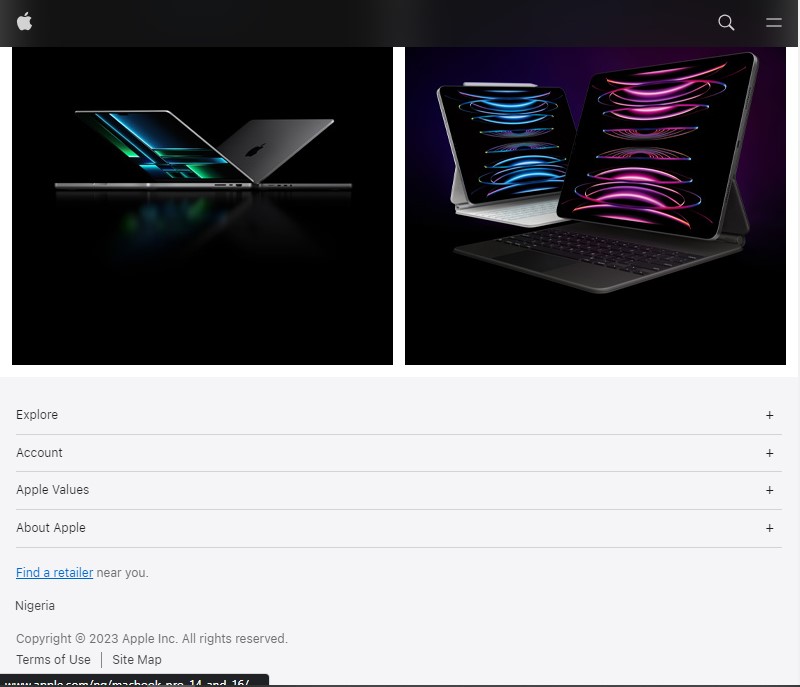 Explore +
Account +
Apple Values +
About Apple +
Find a retailer near you.
Nigeria
Copyright © 2023 Apple Inc. All rights reserved.
Terms of Use | Site Map
www.apple.com/ng/macbook-pro-14-and-16/